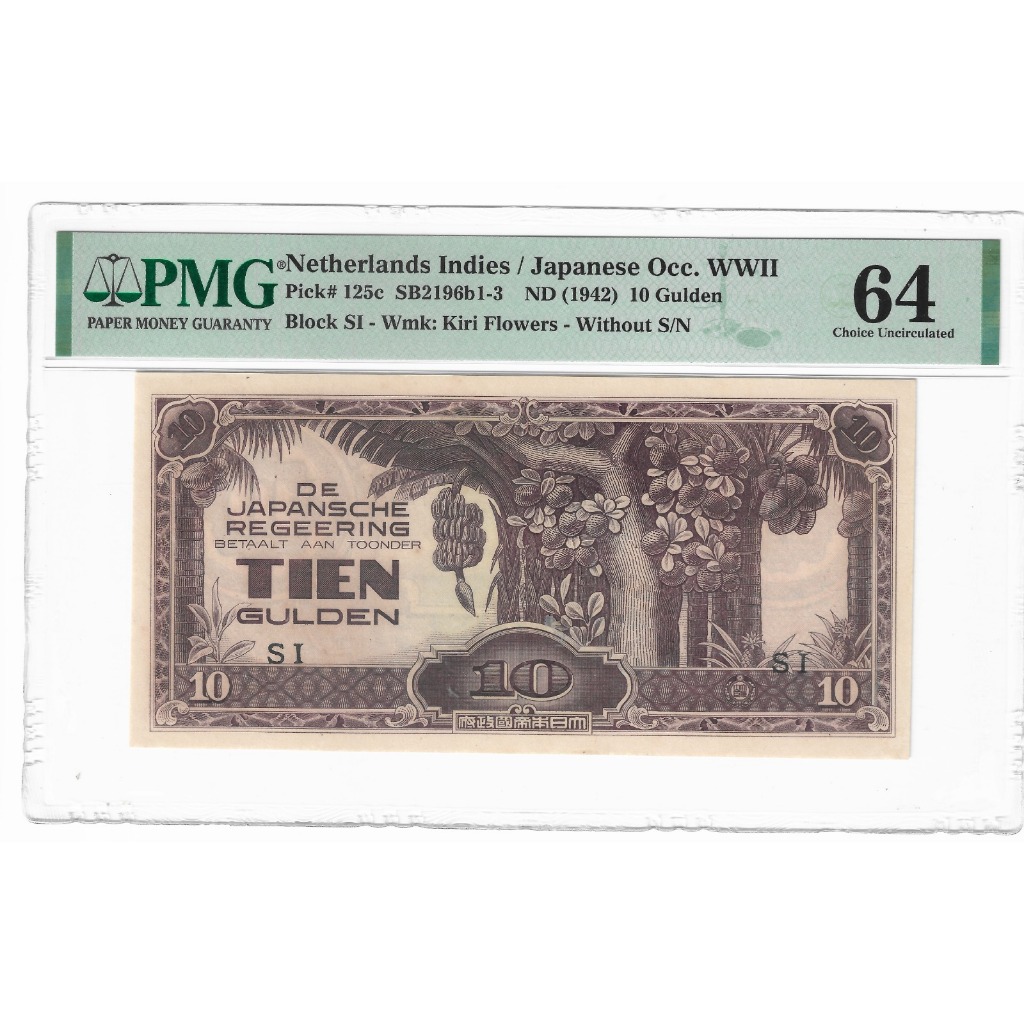 PMG®
PAPER MONEY GUARANTY
Netherlands Indies / Japanese Occ. WWII
Pick# 125c SB2196b1-3 ND (1942) 10 Gulden
Block SI - Wmk: Kiri Flowers - Without S/N
64
Choice Uncirculated
10
10
DE
JAPANSCHE
REGEERING
BETAALT AAN TOONDER
TIEN
GULDEN
SI
SI
10
10
10
府政國帝本日大